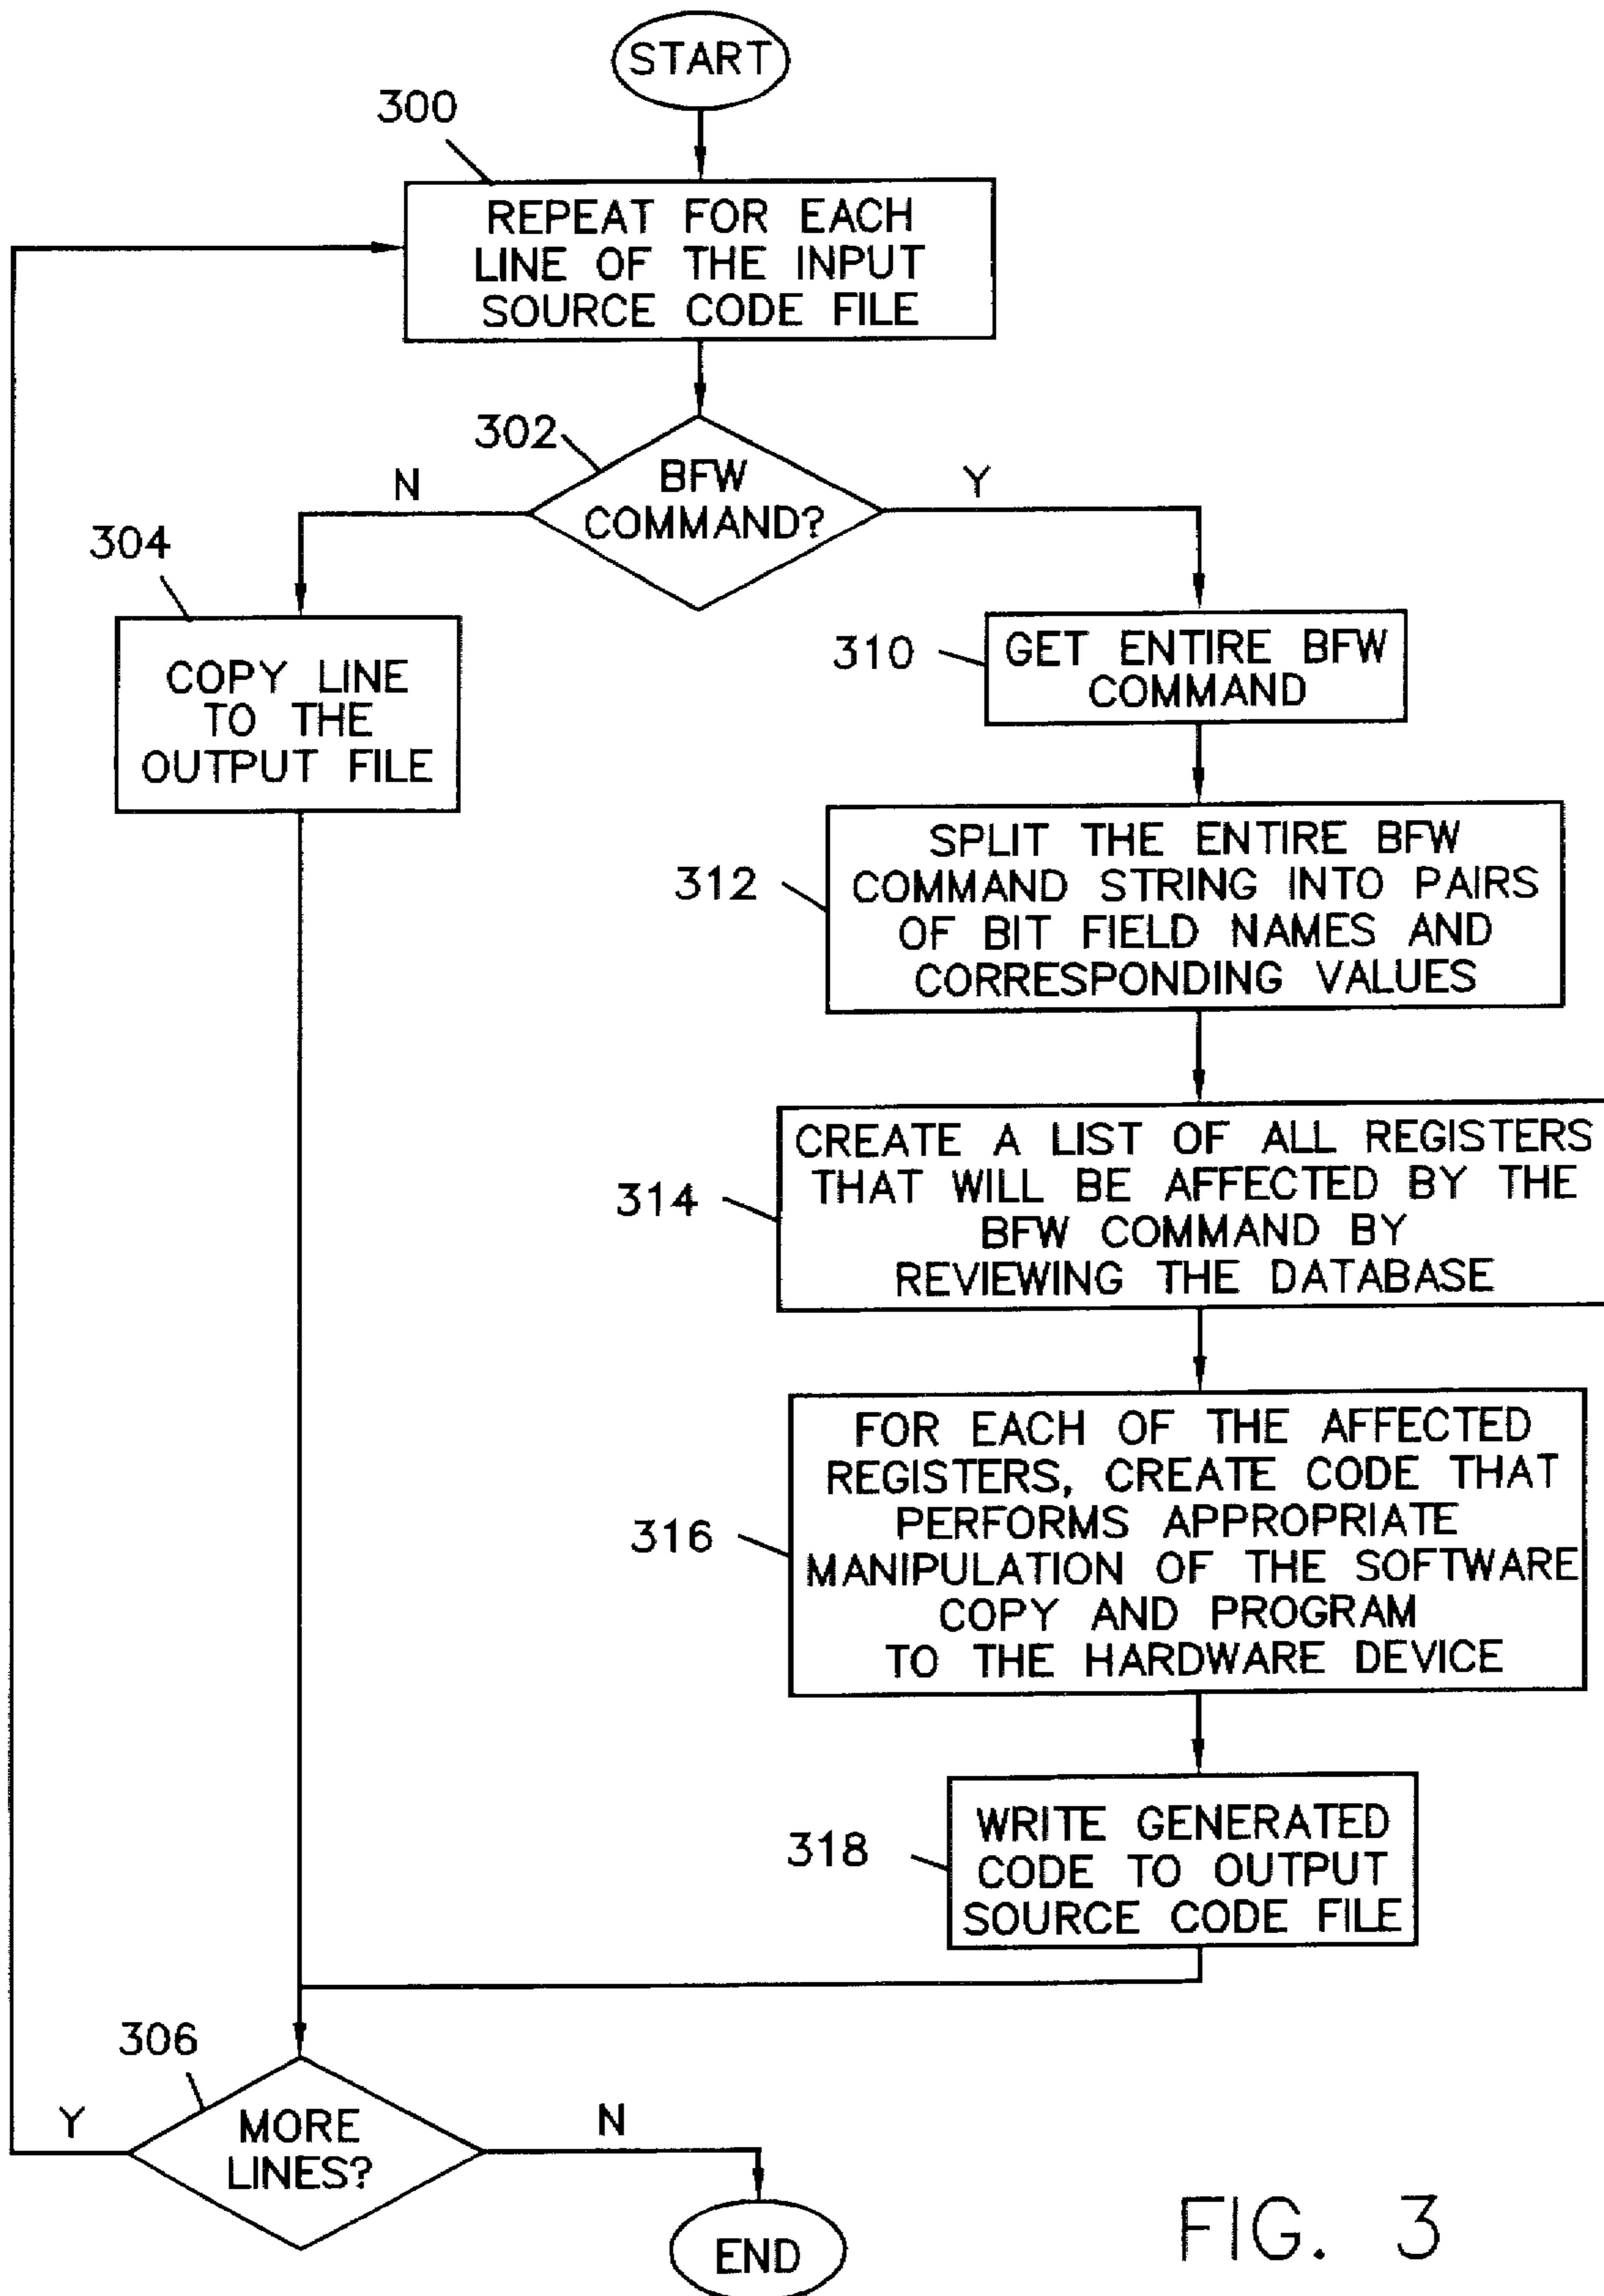 START
300
REPEAT FOR EACH
LINE OF THE INPUT
SOURCE CODE FILE
302
BFW
COMMAND?
N
Y
304
COPY LINE
TO THE
OUTPUT FILE
310
GET ENTIRE BFW
COMMAND
312
SPLIT THE ENTIRE BFW
COMMAND STRING INTO PAIRS
OF BIT FIELD NAMES AND
CORRESPONDING VALUES
314
CREATE A LIST OF ALL REGISTERS
THAT WILL BE AFFECTED BY THE
BFW COMMAND BY
REVIEWING THE DATABASE
316
FOR EACH OF THE AFFECTED
REGISTERS, CREATE CODE THAT
PERFORMS APPROPRIATE
MANIPULATION OF THE SOFTWARE
COPY AND PROGRAM
TO THE HARDWARE DEVICE
318
WRITE GENERATED
CODE TO OUTPUT
SOURCE CODE FILE
306
MORE
LINES?
Y
N
END
FIG. 3